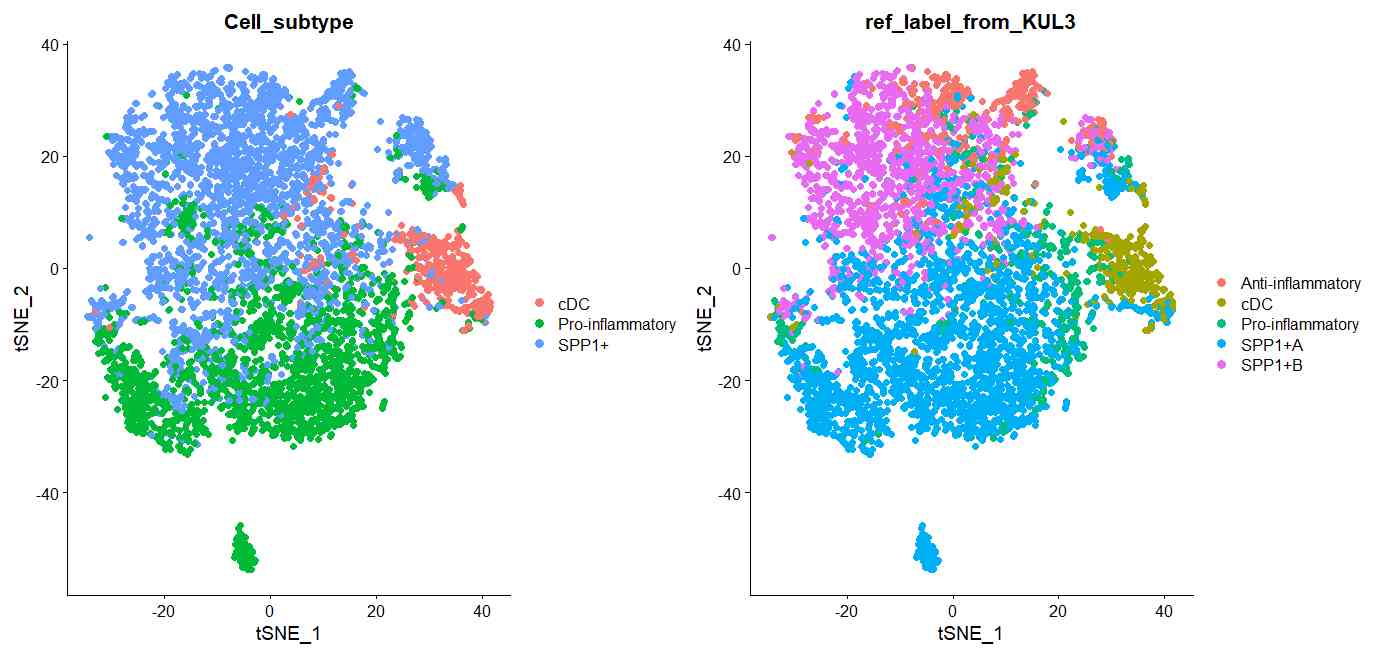 Cell_subtype
40
20
0
-20
-40
tSNE_2
-20 0 20 40
tSNE_1
cDC
Pro-inflammatory
SPP1+
ref_label_from_KUL3
40
20
0
-20
-40
tSNE_2
-20 0 20 40
tSNE_1
Anti-inflammatory
cDC
Pro-inflammatory
SPP1+A
SPP1+B